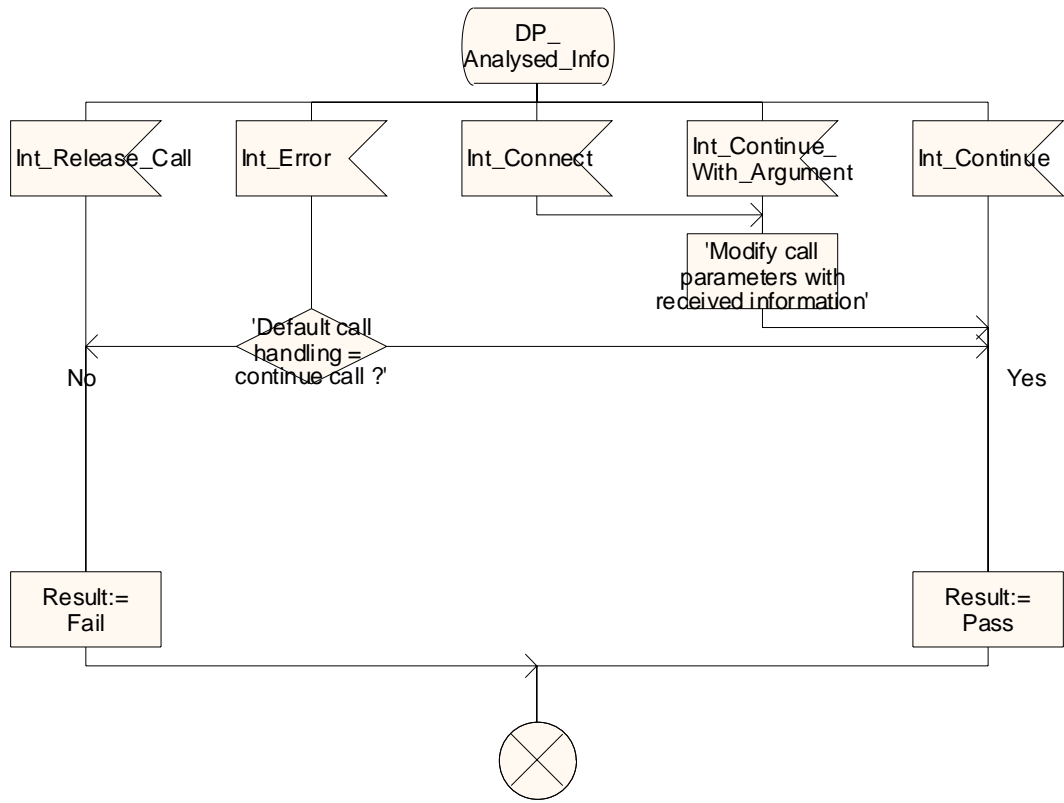 DP_
Analysed_Info
Int_Release_Call
Int_Error
Int_Connect
Int_Continue_
With_Argument
Int_Continue
'Modify call
parameters with
received information'
'Default call
handling =
continue call ?'
No
Yes
Result:=
Fail
Result:=
Pass